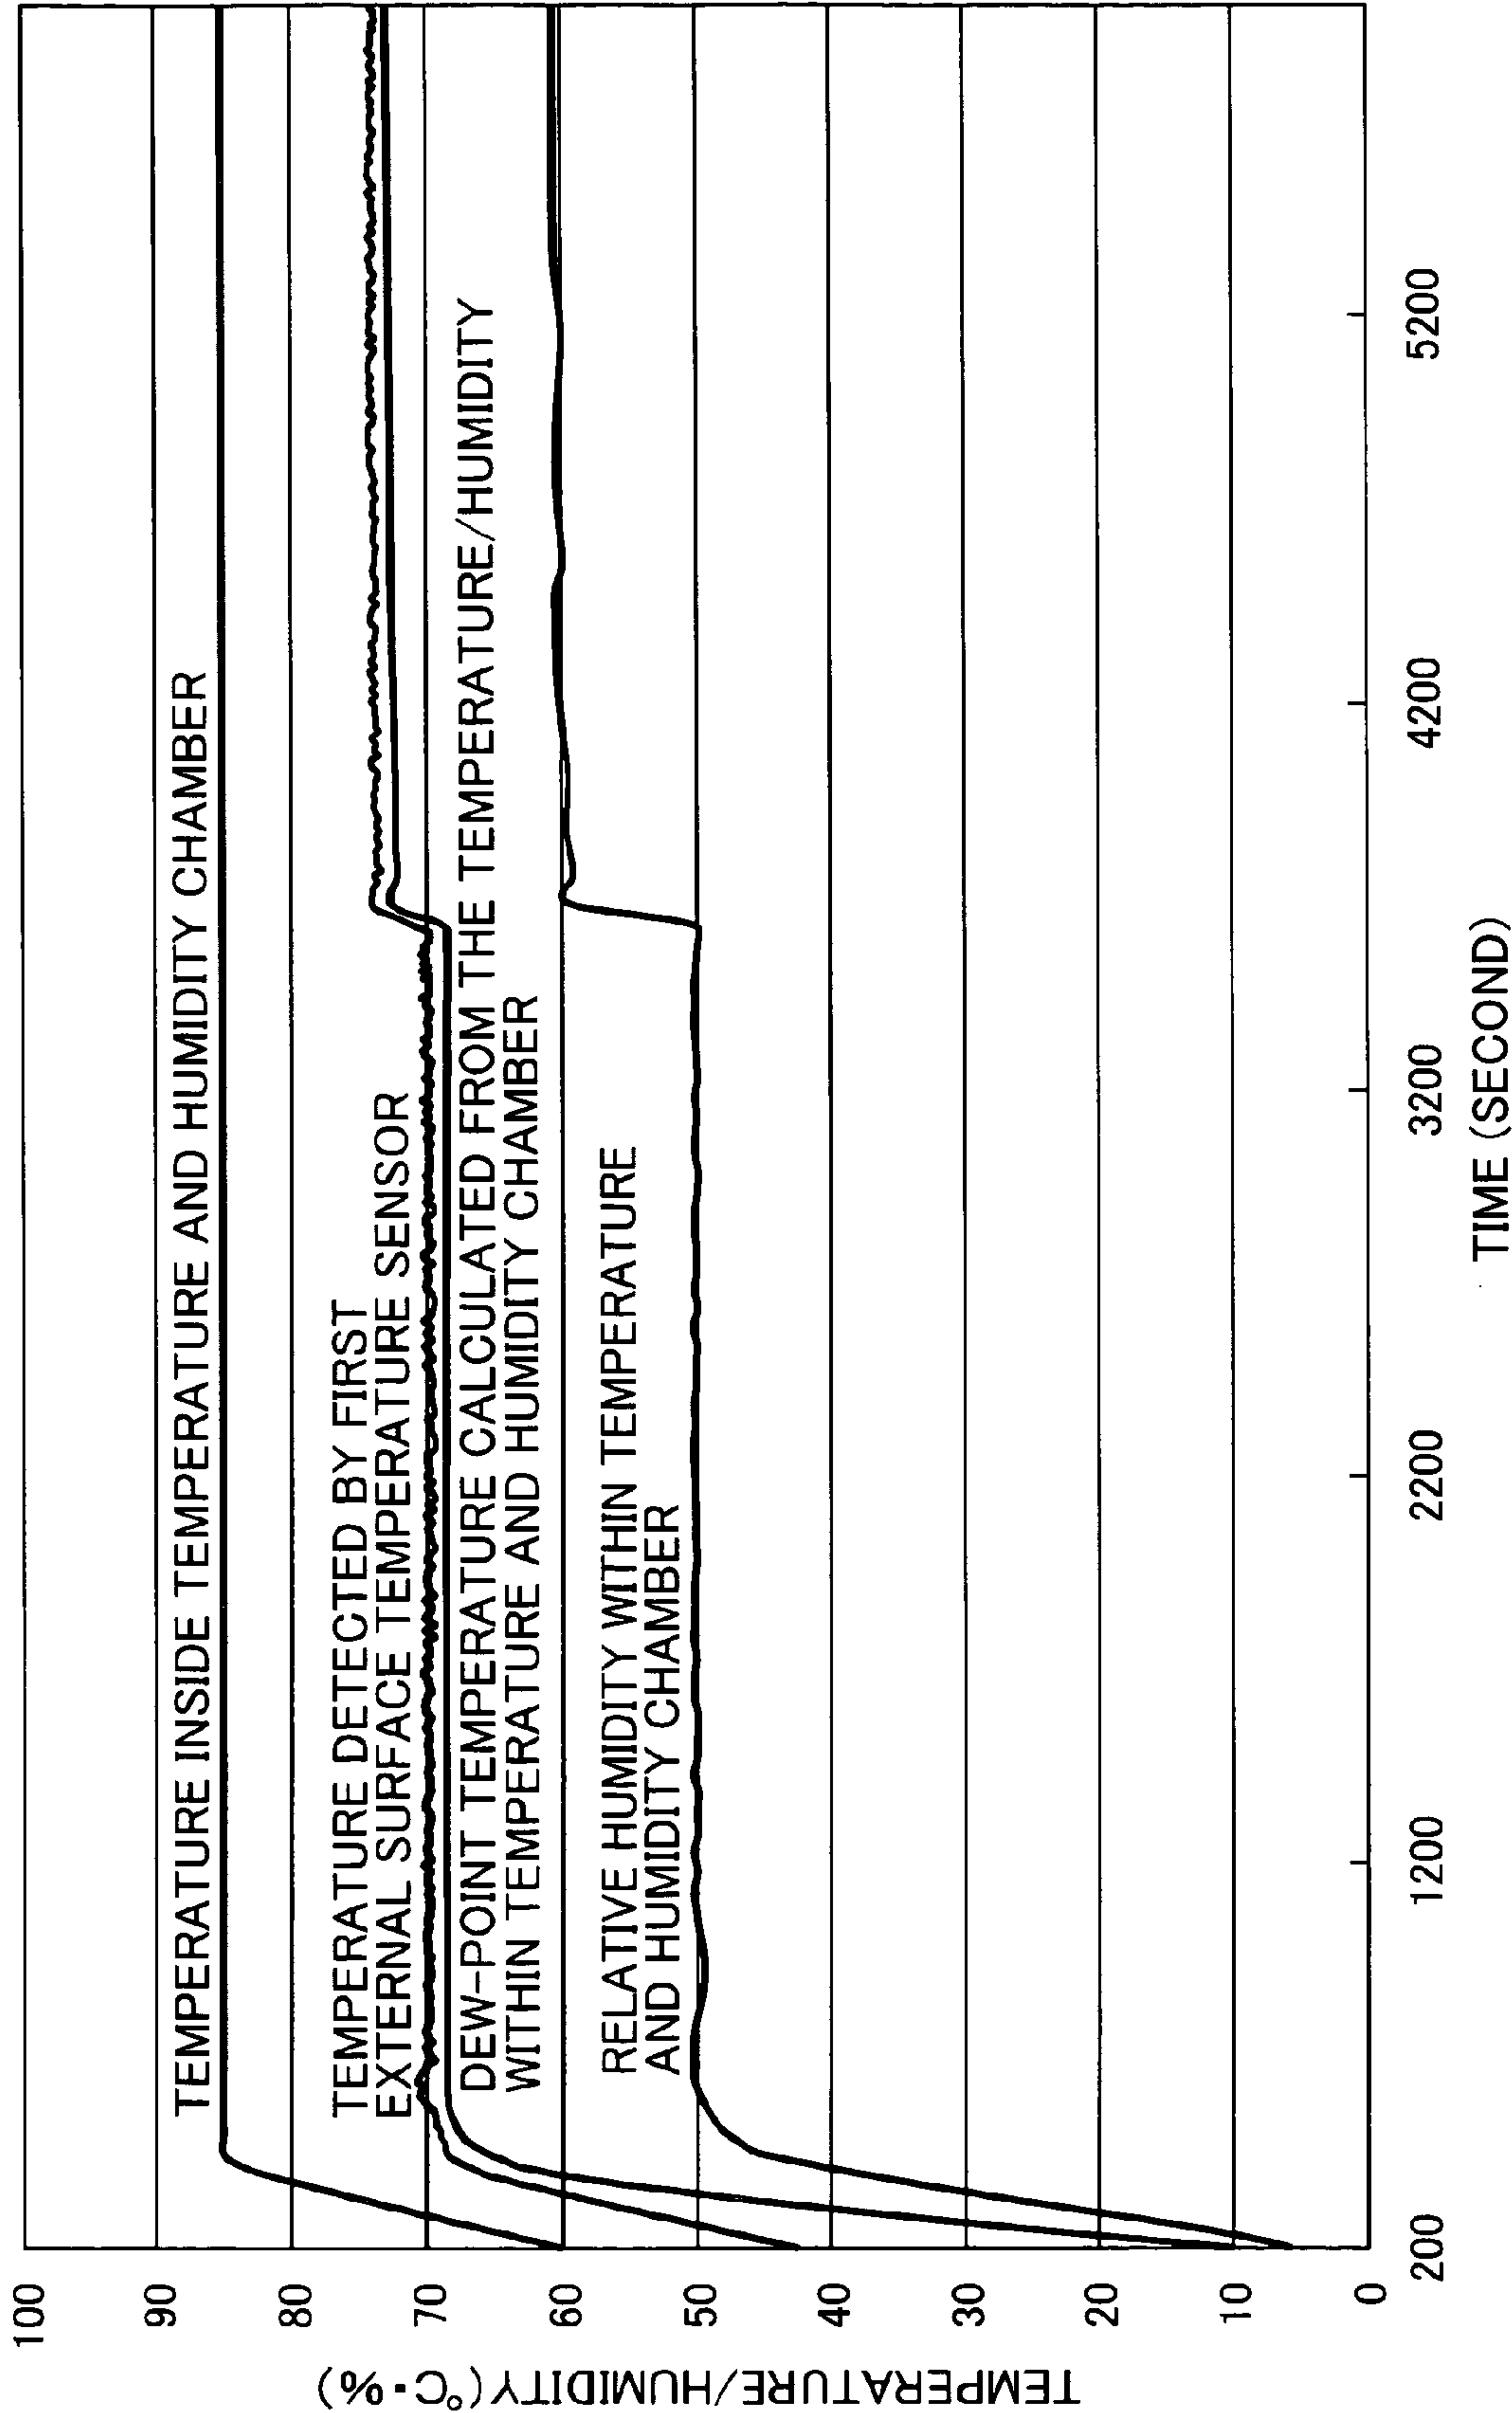 TEMPERATURE/HUMIDITY(°C·%)
100
90
80
70
60
50
40
30
20
10
0
TEMPERATURE INSIDE TEMPERATURE AND HUMIDITY CHAMBER
TEMPERATURE DETECTED BY FIRST
EXTERNAL SURFACE TEMPERATURE SENSOR
DEW-POINT TEMPERATURE CALCULATED FROM THE TEMPERATURE/HUMIDITY
WITHIN TEMPERATURE AND HUMIDITY CHAMBER
RELATIVE HUMIDITY WITHIN TEMPERATURE
AND HUMIDITY CHAMBER
200
1200
2200
3200
4200
5200
TIME (SECOND)